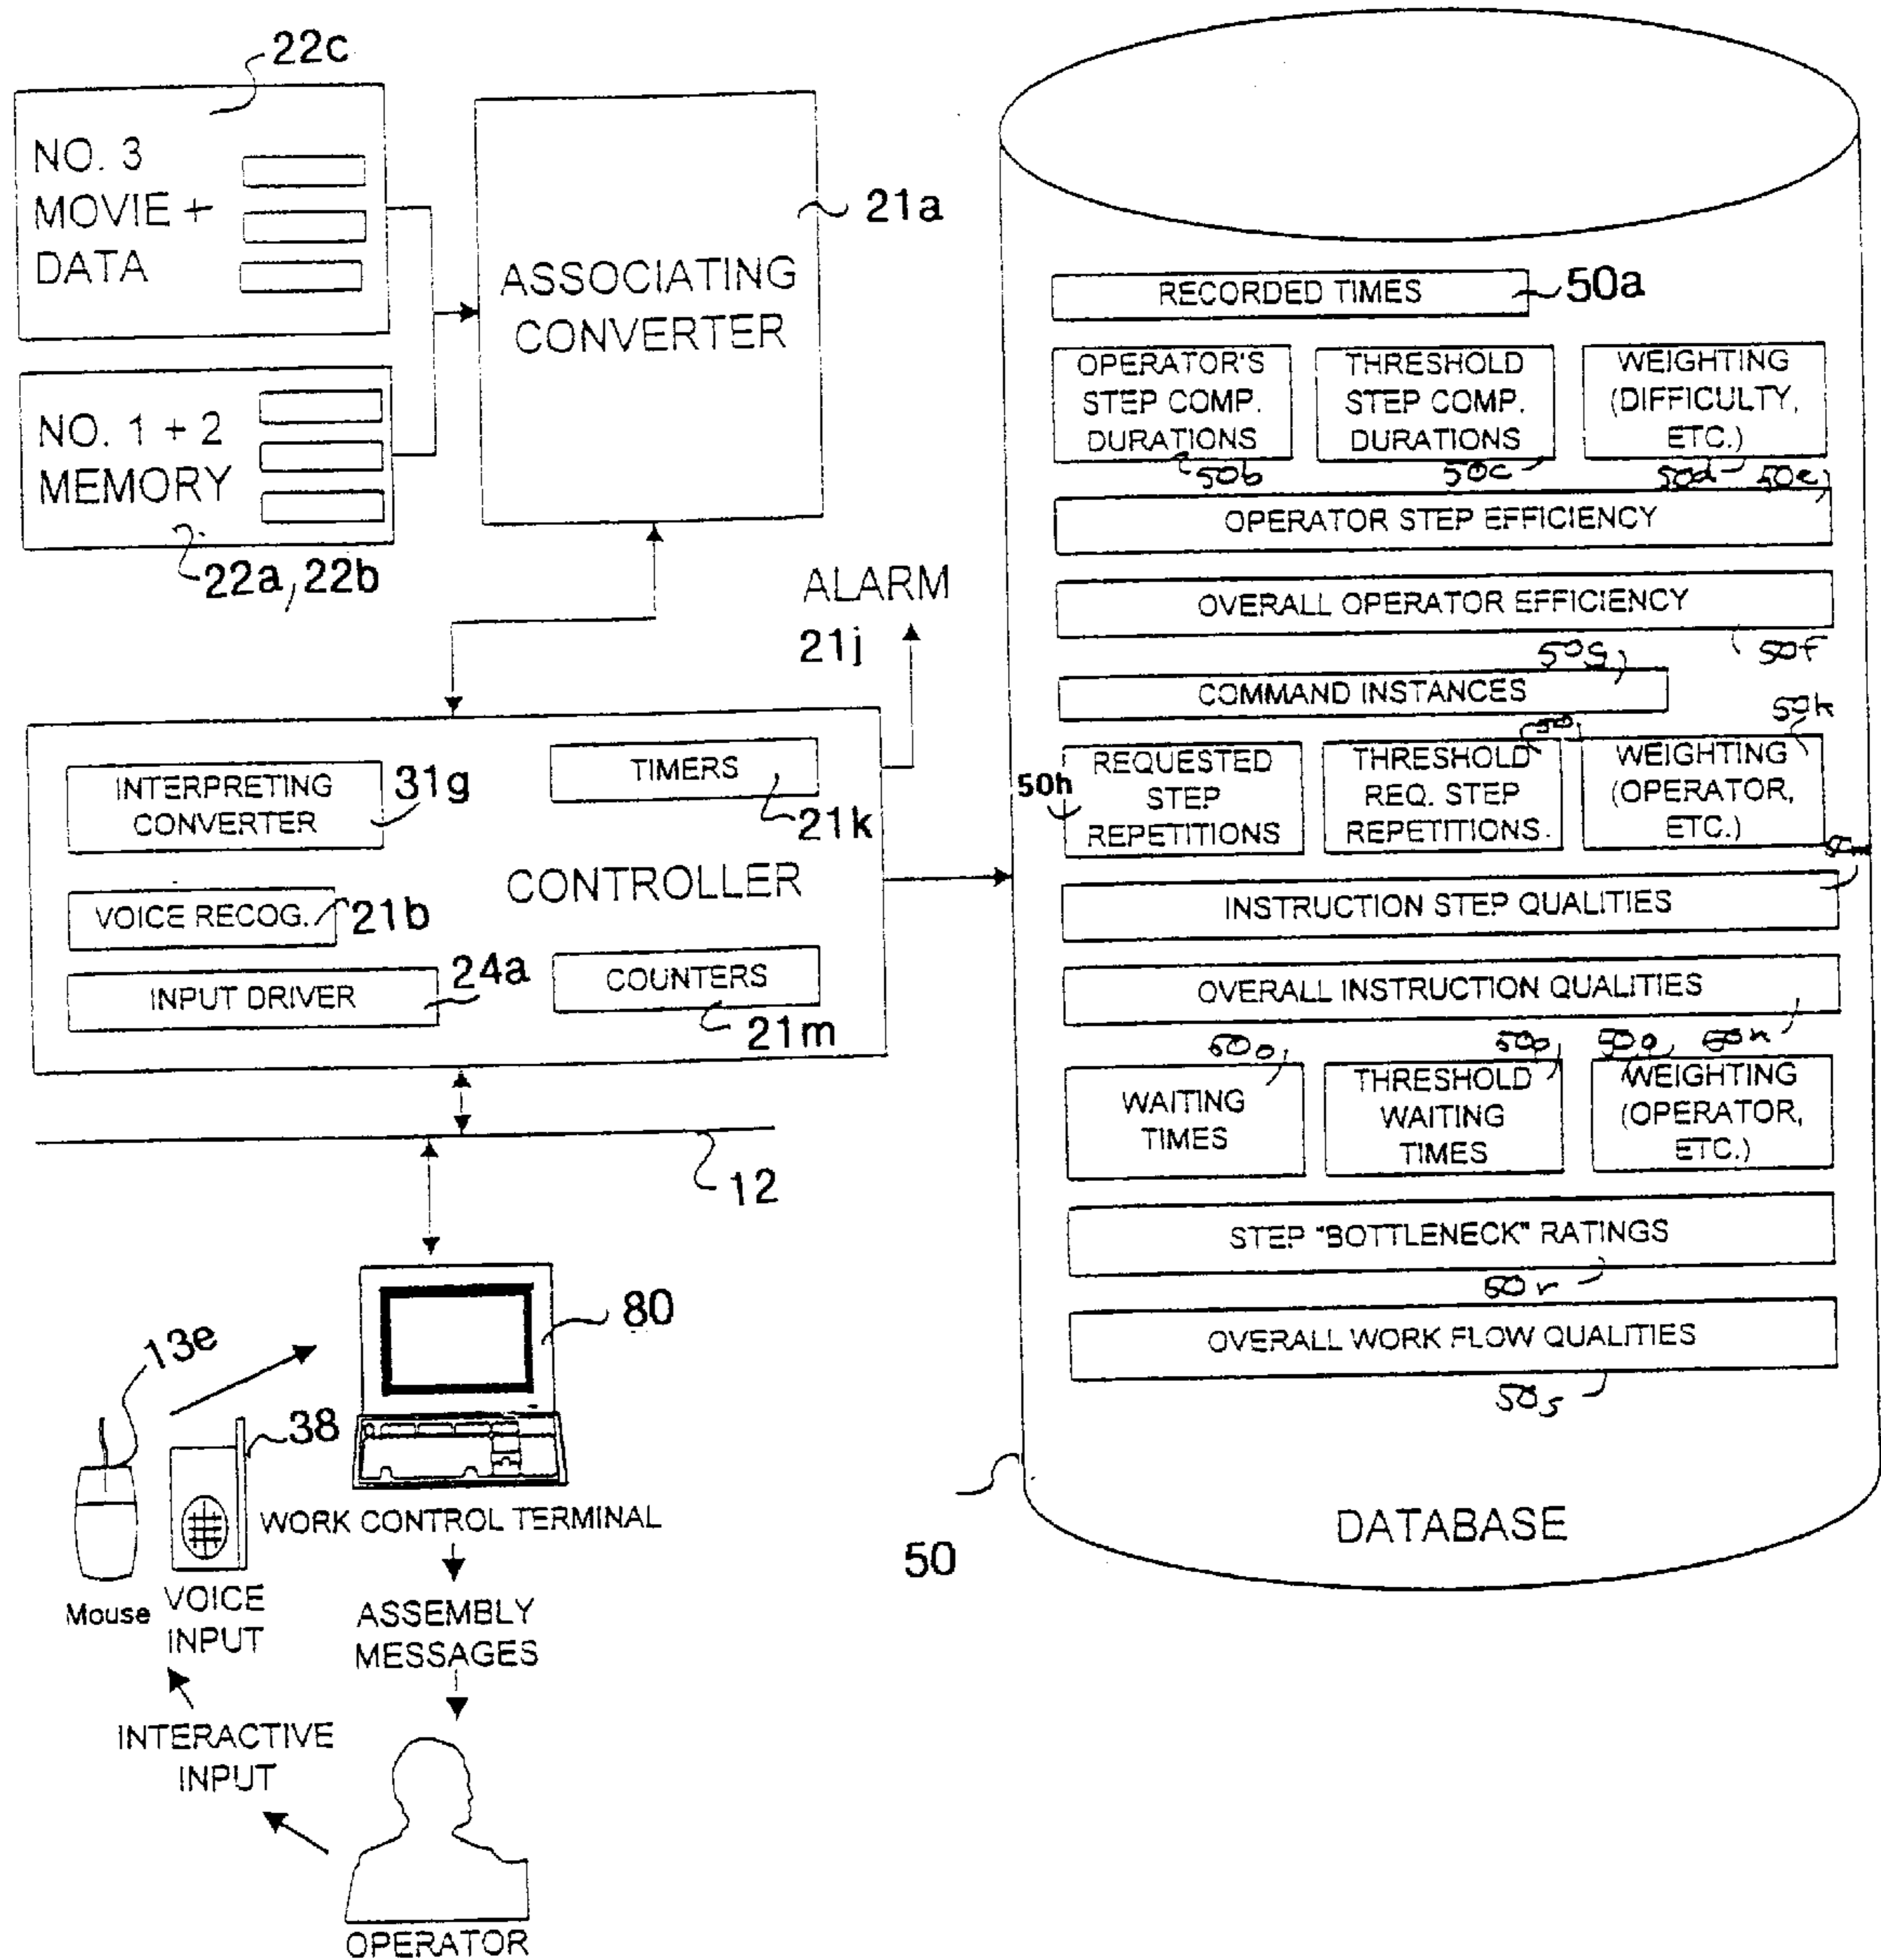 22c
NO. 3
MOVIE +
DATA
ASSOCIATING
CONVERTER
21a
NO. 1 + 2
MEMORY
22a, 22b
ALARM
21j
INTERPRETING
CONVERTER
31g
TIMERS
21k
CONTROLLER
VOICE RECOG.
21b
INPUT DRIVER
24a
COUNTERS
21m
12
80
13e
38
Mouse
VOICE
INPUT
WORK CONTROL TERMINAL
ASSEMBLY
MESSAGES
INTERACTIVE
INPUT
OPERATOR
RECORDED TIMES
50a
OPERATOR'S
STEP COMP.
DURATIONS
50b
THRESHOLD
STEP COMP.
DURATIONS
50c
WEIGHTING
(DIFFICULTY,
ETC.)
50d
50e
OPERATOR STEP EFFICIENCY
OVERALL OPERATOR EFFICIENCY
50f
50g
COMMAND INSTANCES
50h
REQUESTED
STEP
REPETITIONS
THRESHOLD
REQ. STEP
REPETITIONS.
50k
WEIGHTING
(OPERATOR,
ETC.)
INSTRUCTION STEP QUALITIES
OVERALL INSTRUCTION QUALITIES
50n
50o
WAITING
TIMES
50p
THRESHOLD
WAITING
TIMES
WEIGHTING
(OPERATOR,
ETC.)
STEP "BOTTLENECK" RATINGS
50r
OVERALL WORK FLOW QUALITIES
50s
DATABASE
50